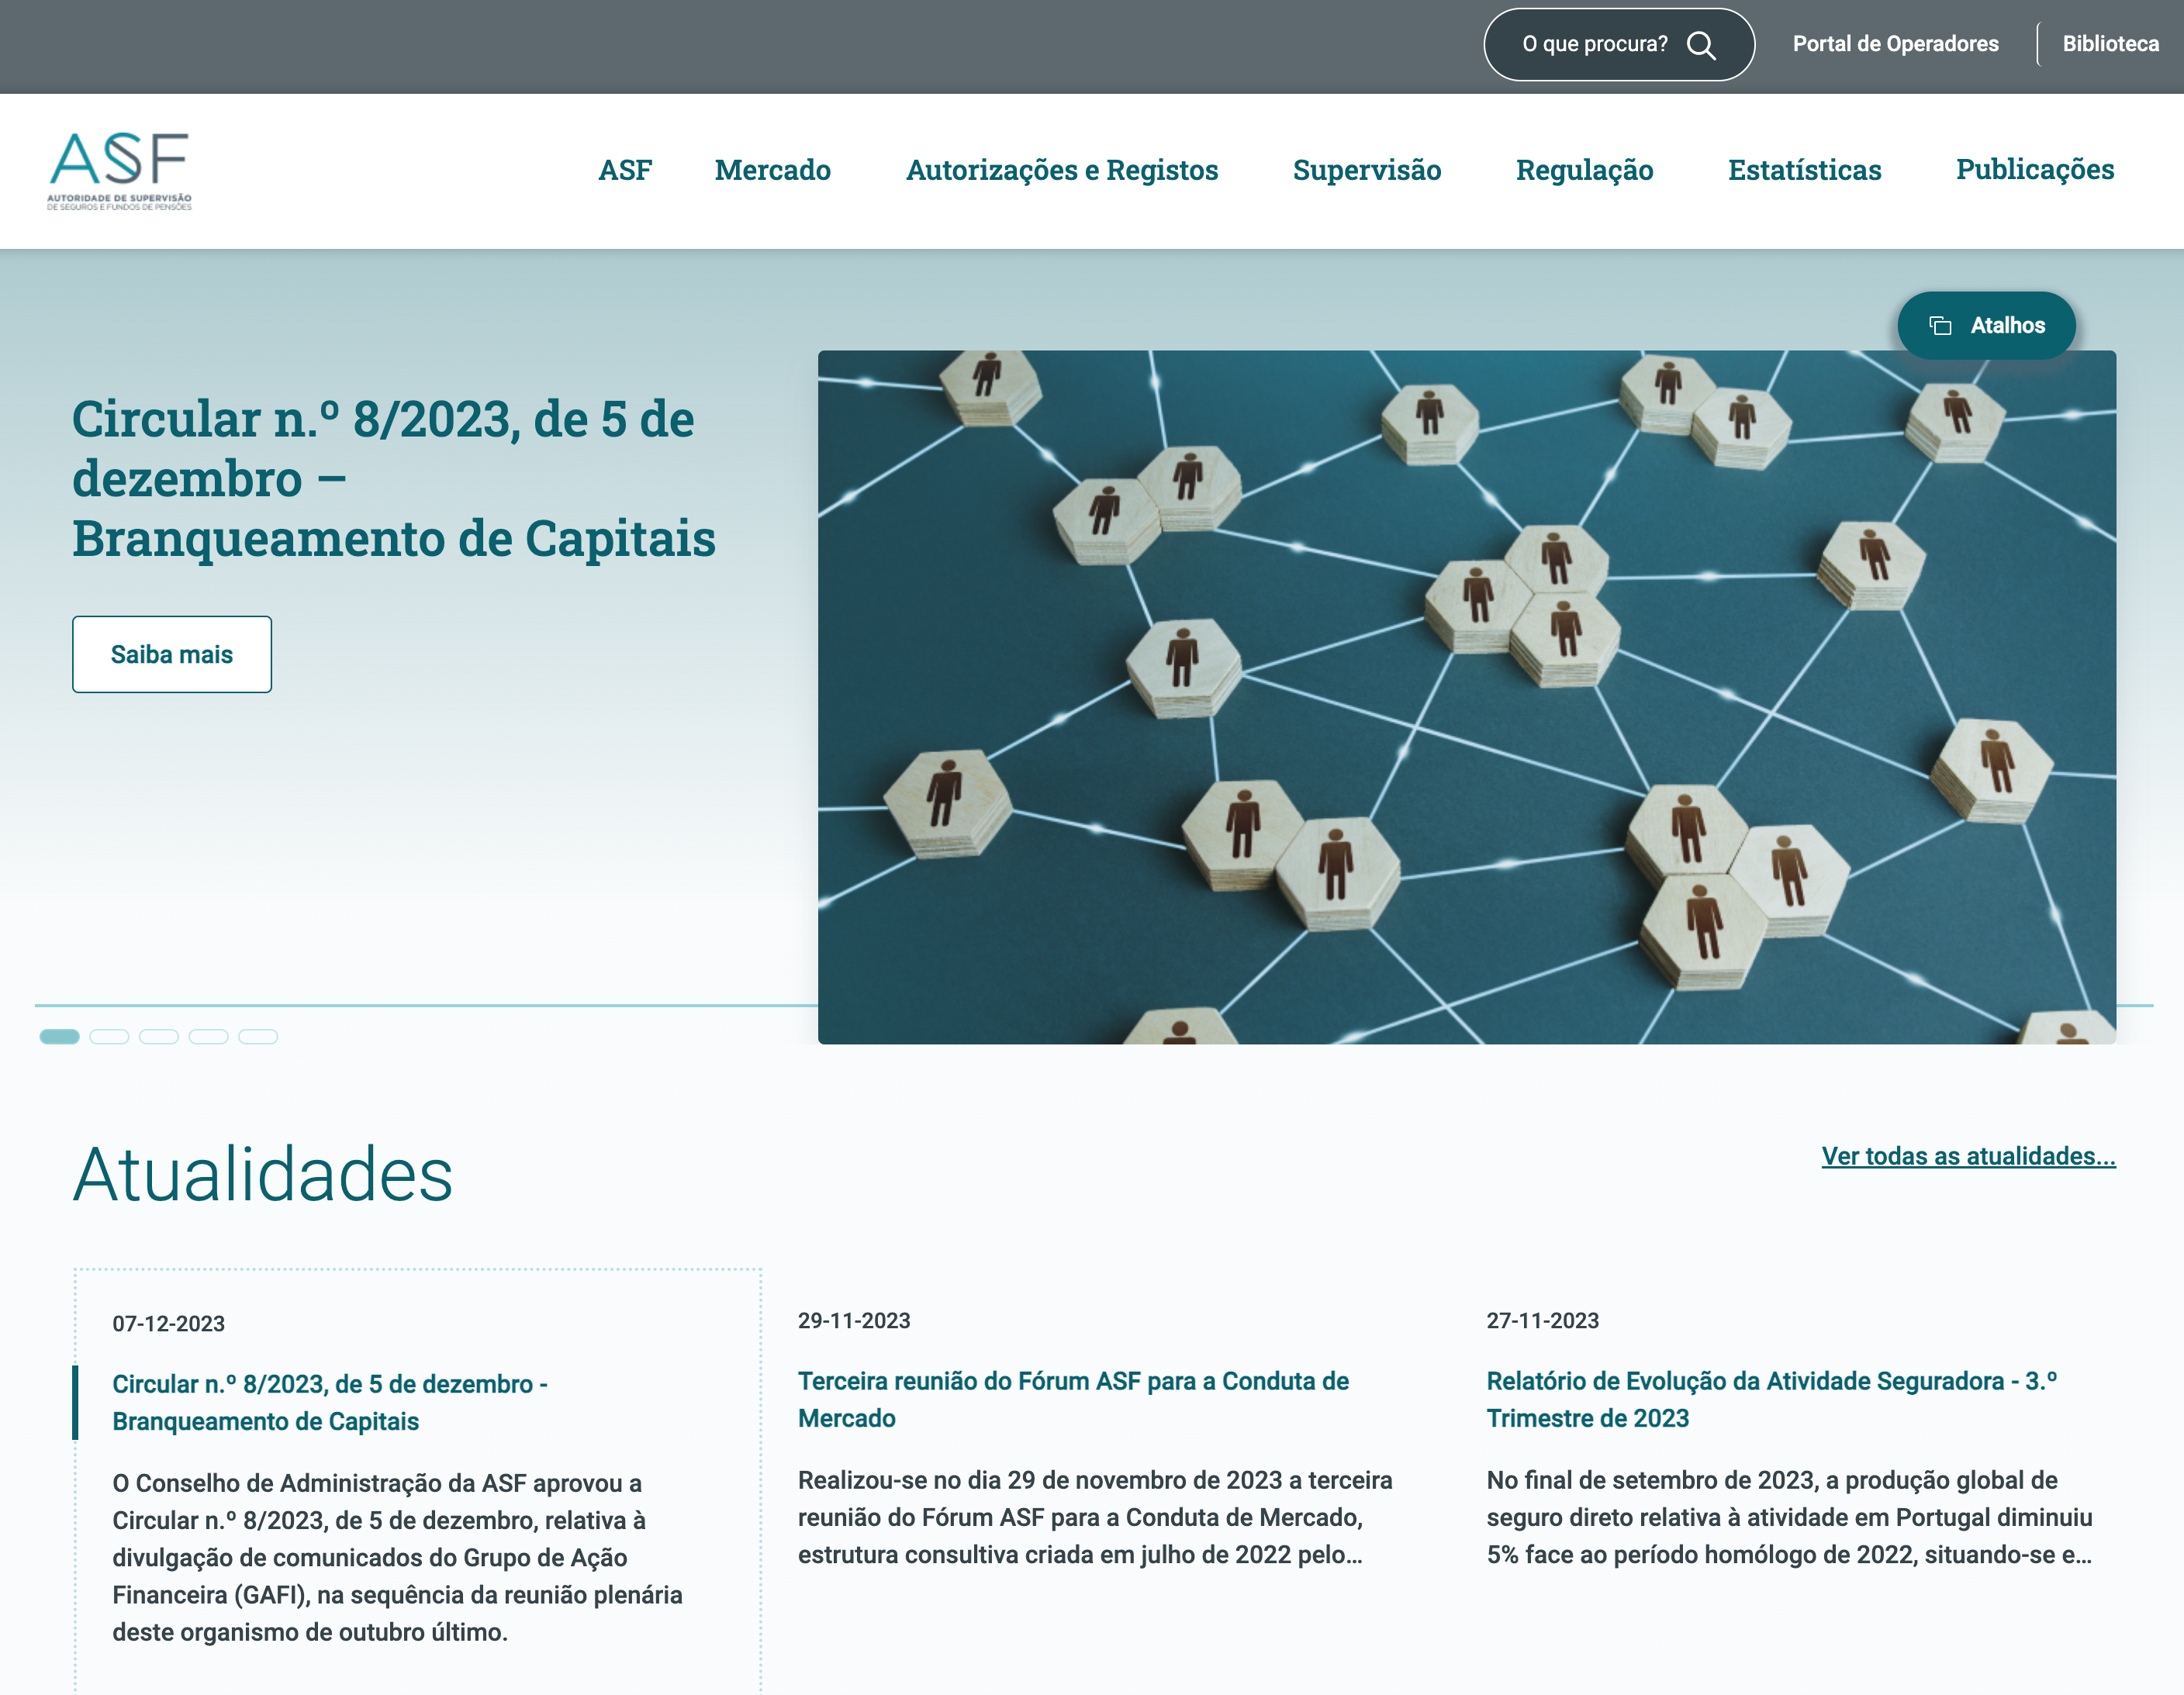 O que procura?
Portal de Operadores
Biblioteca
ASF
AUTORIDADE DE SUPERVISÃO
DE SEGUROS E FUNDOS DE PENSÕES
ASF
Mercado
Autorizações e Registos
Supervisão
Regulação
Estatísticas
Publicações
Atalhos
Circular n.º 8/2023, de 5 de
dezembro –
Branqueamento de Capitais
Saiba mais
Atualidades
Ver todas as atualidades...
07-12-2023
Circular n.º 8/2023, de 5 de dezembro -
Branqueamento de Capitais
O Conselho de Administração da ASF aprovou a
Circular n.º 8/2023, de 5 de dezembro, relativa à
divulgação de comunicados do Grupo de Ação
Financeira (GAFI), na sequência da reunião plenária
deste organismo de outubro último.
29-11-2023
Terceira reunião do Fórum ASF para a Conduta de
Mercado
Realizou-se no dia 29 de novembro de 2023 a terceira
reunião do Fórum ASF para a Conduta de Mercado,
estrutura consultiva criada em julho de 2022 pelo...
27-11-2023
Relatório de Evolução da Atividade Seguradora - 3.º
Trimestre de 2023
No final de setembro de 2023, a produção global de
seguro direto relativa à atividade em Portugal diminuiu
5% face ao período homólogo de 2022, situando-se e...